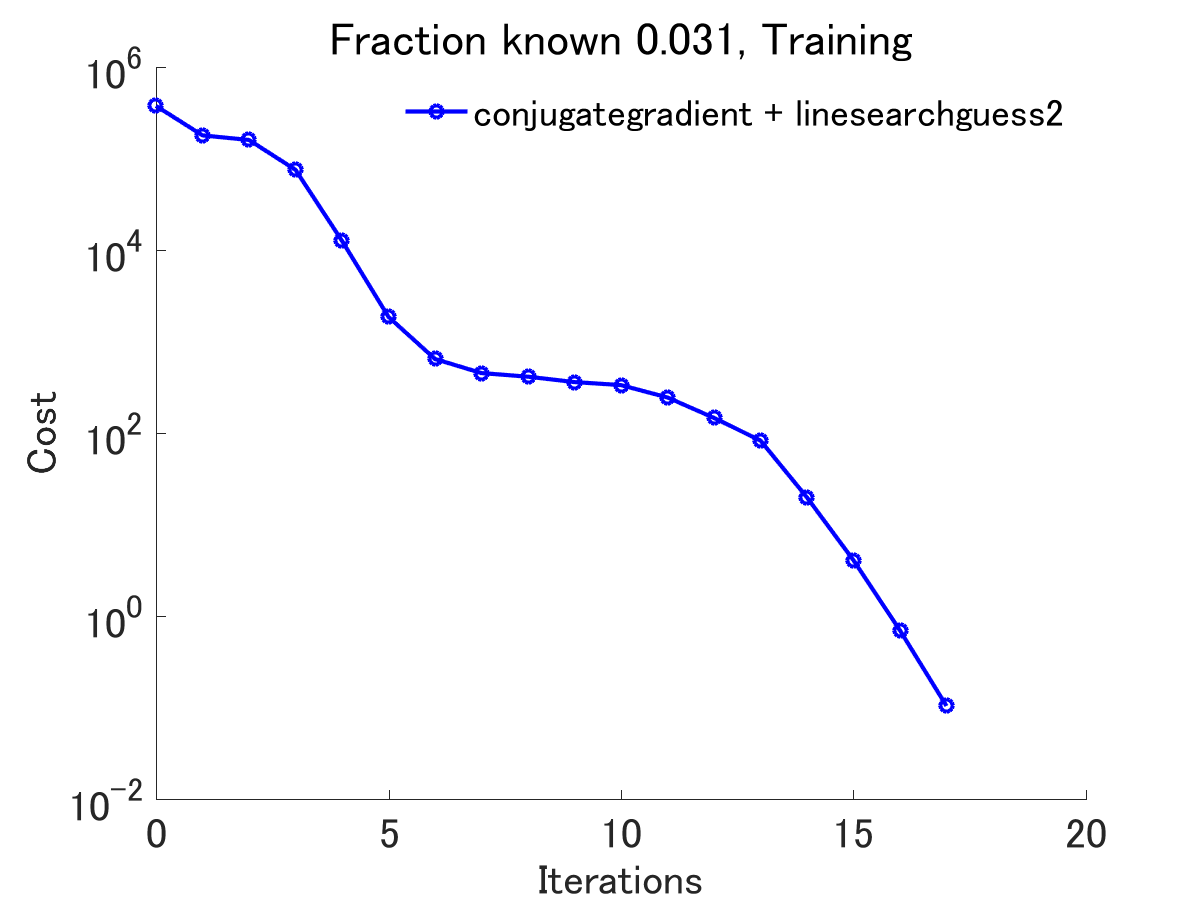 Fraction known 0.031, Training
conjugategradient + linesearchguess2
10^6
10^4
10^2
10^0
10^-2
Cost
0 5 10 15 20
Iterations